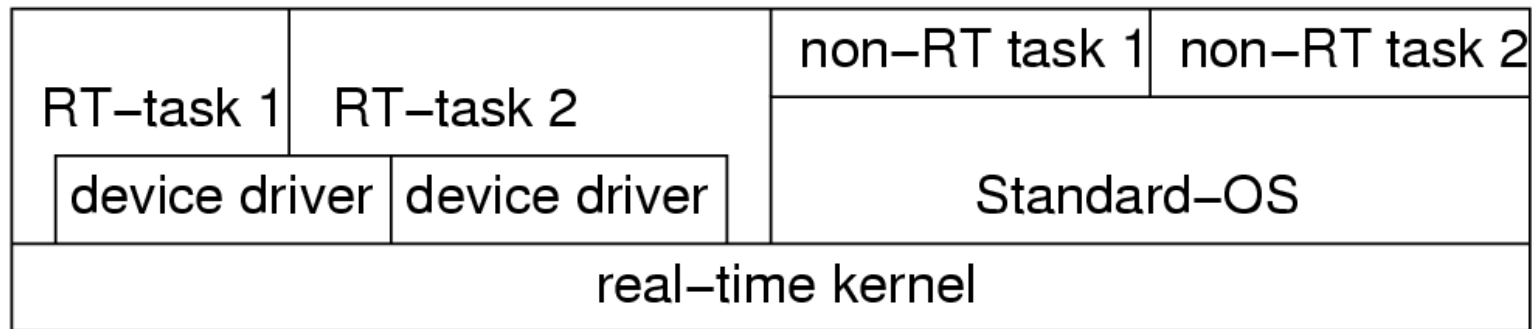 non−RT task 1
non−RT task 2
RT−task 1
RT−task 2
device driver
device driver
Standard−OS
real−time kernel